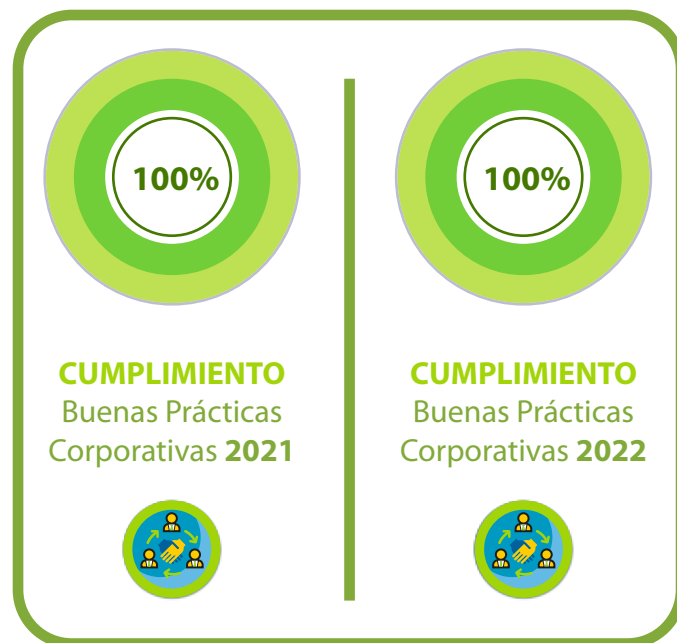 100%
CUMPLIMIENTO
Buenas Prácticas
Corporativas 2021
100%
CUMPLIMIENTO
Buenas Prácticas
Corporativas 2022